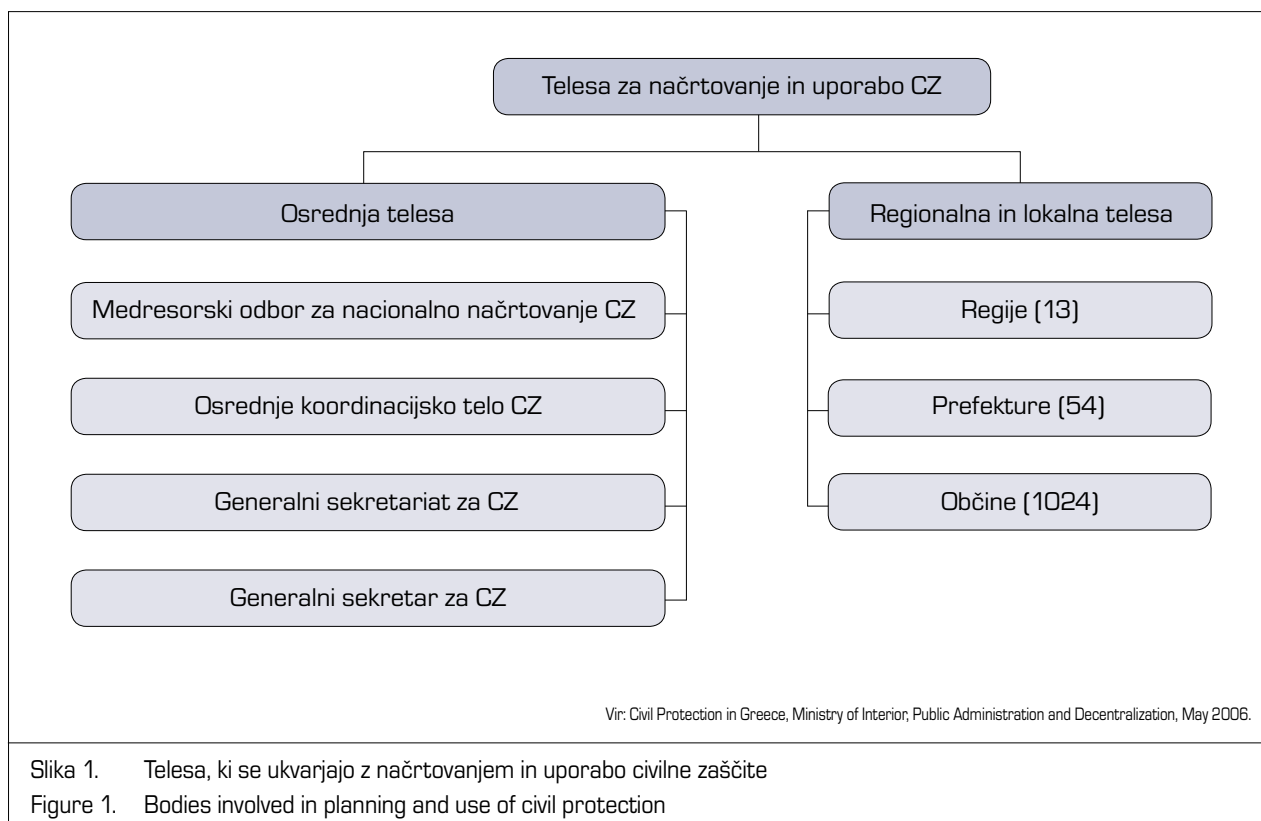 Telesa za načrtovanje in uporabo CZ
Osrednja telesa
Medresorski odbor za nacionalno načrtovanje CZ
Osrednje koordinacijsko telo CZ
Generalni sekretariat za CZ
Generalni sekretar za CZ
Regionalna in lokalna telesa
Regije (13)
Prefekture (54)
Občine (1024)
Vir: Civil Protection in Greece, Ministry of Interior, Public Administration and Decentralization, May 2006.
Slika 1. Telesa, ki se ukvarjajo z načrtovanjem in uporabo civilne zaščite
Figure 1. Bodies involved in planning and use of civil protection